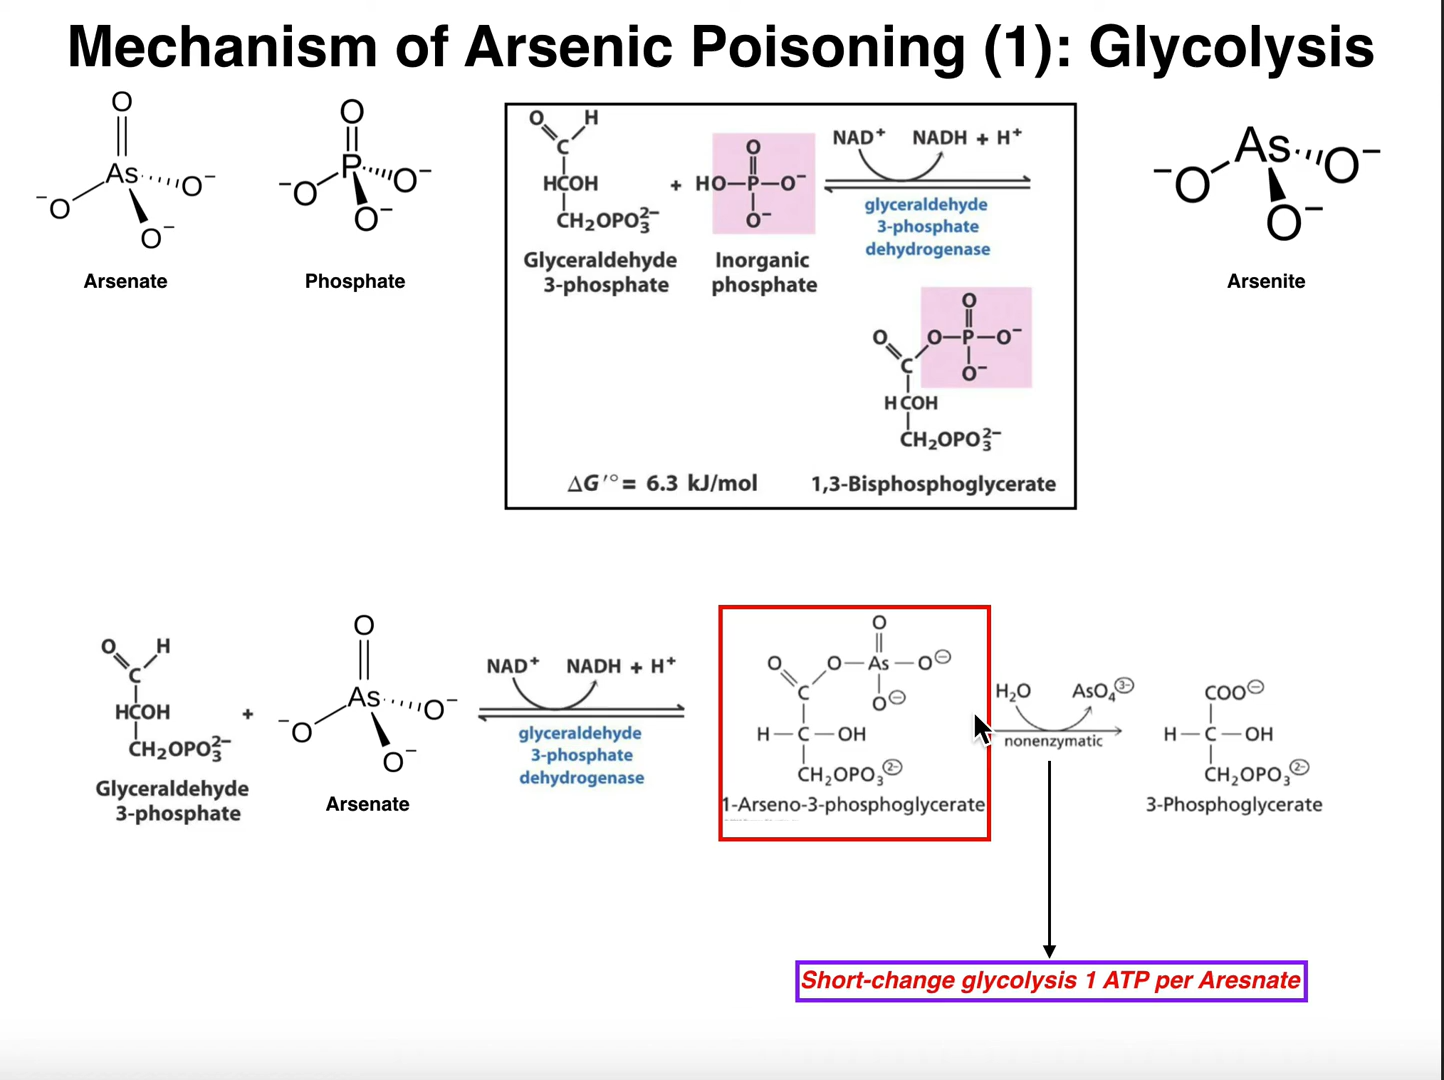 Mechanism of Arsenic Poisoning (1): Glycolysis
O
As
⁻O
O⁻
O⁻
Arsenate
O
P
⁻O
O⁻
O⁻
Phosphate
O
H
C
HCOH
CH₂OPO₃²⁻
Glyceraldehyde
3-phosphate
+
O
HO—P—O⁻
O⁻
Inorganic
phosphate
NAD⁺ NADH + H⁺
glyceraldehyde
3-phosphate
dehydrogenase
O
O O—P—O⁻
C
O⁻
HCOH
CH₂OPO₃²⁻
ΔG′° = 6.3 kJ/mol
1,3-Bisphosphoglycerate
As
⁻O
O⁻
O⁻
Arsenite
O
H
C
HCOH
CH₂OPO₃²⁻
Glyceraldehyde
3-phosphate
+
O
As
⁻O
O⁻
O⁻
Arsenate
NAD⁺ NADH + H⁺
glyceraldehyde
3-phosphate
dehydrogenase
O
O O—As—O⊖
C
O⊖
H—C—OH
CH₂OPO₃²⁻
1-Arseno-3-phosphoglycerate
H₂O AsO₄³⁻
nonenzymatic
COO⊖
H—C—OH
CH₂OPO₃²⁻
3-Phosphoglycerate
Short-change glycolysis 1 ATP per Aresnate